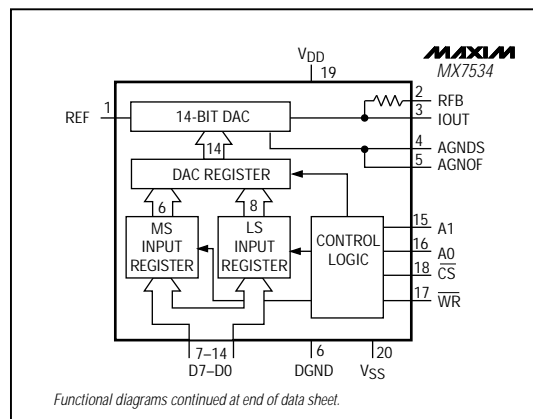 VDD
19
MAXIM
MX7534
REF
1
14-BIT DAC
2
RFB
3
IOUT
4
AGNDS
5
AGNOF
14
DAC REGISTER
6
8
MS
INPUT
REGISTER
LS
INPUT
REGISTER
CONTROL
LOGIC
15
A1
16
A0
18
CS
17
WR
7–14
D7–D0
6
DGND
20
VSS
Functional diagrams continued at end of data sheet.